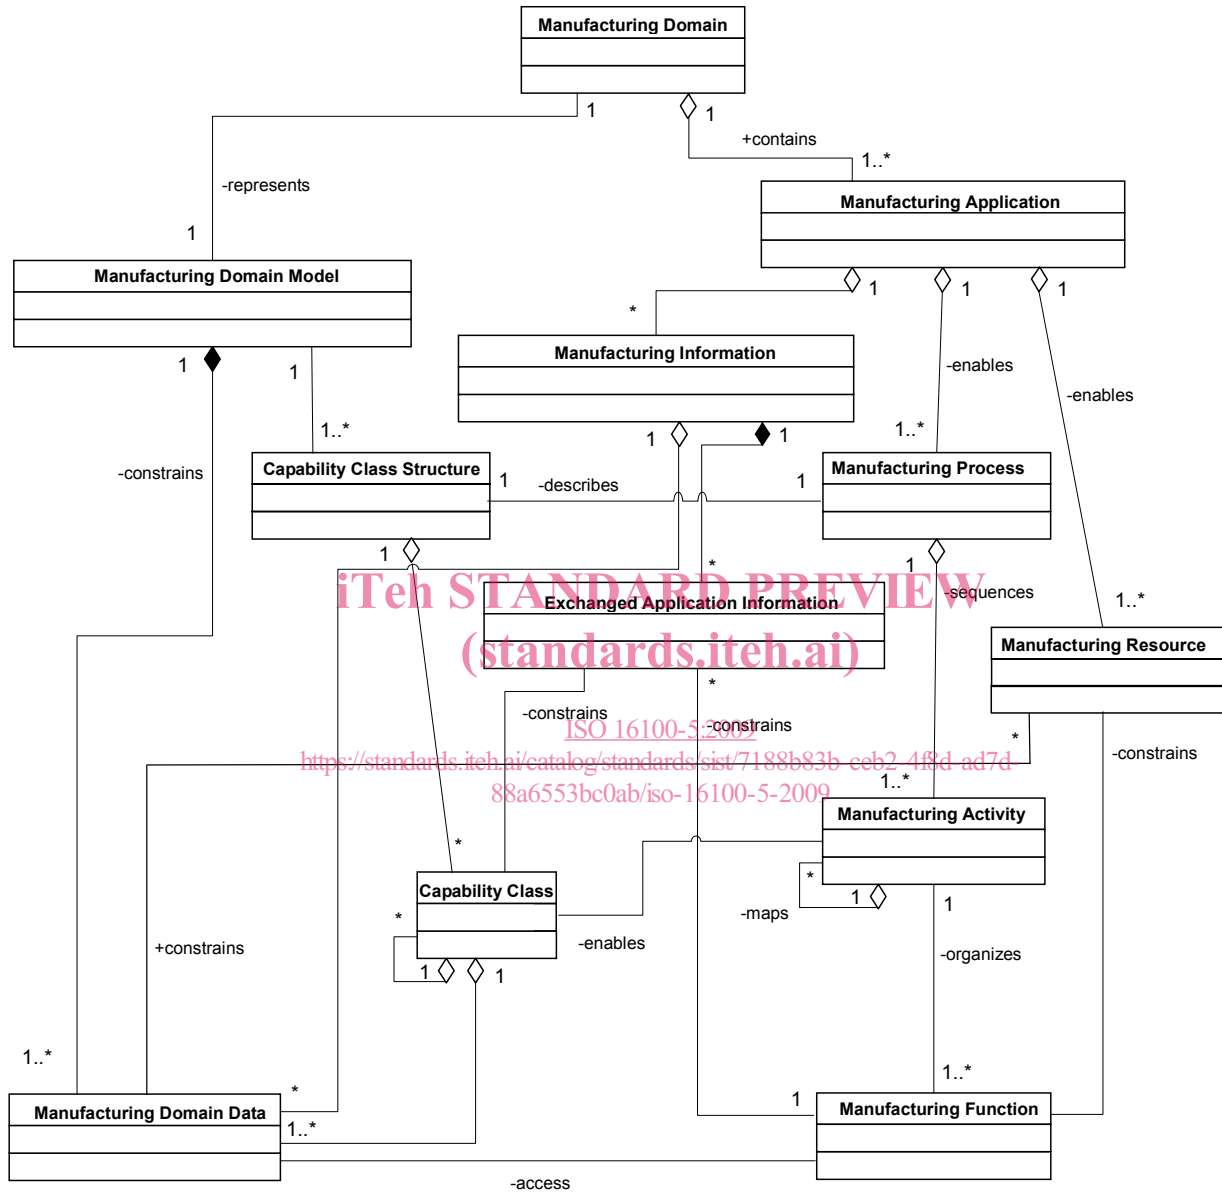 Manufacturing Domain
1
1
+contains
1..*
-represents
Manufacturing Application
1
Manufacturing Domain Model
1
1
1
*
Manufacturing Information
1
1
-enables
-enables
1..*
1..*
1
1
-constrains
Capability Class Structure
Manufacturing Process
1
-describes
1
1
1
*
iTeh STANDARD PREVIEW
-sequences
Exchanged Application Information
1..*
Manufacturing Resource
(standards.iteh.ai)
*
-constrains
ISO 16100-5:2009
-constrains
*
-constrains
https://standards.iteh.ai/catalog/standards/sist/7188b83b-ceb2-4f8d-ad7d-
88a6553bc0ab/iso-16100-5-2009
1..*
Manufacturing Activity
*
*
Capability Class
1
1
*
-maps
-enables
+constrains
-organizes
1
1
1..*
1..*
*
1
Manufacturing Domain Data
Manufacturing Function
1..*
-access